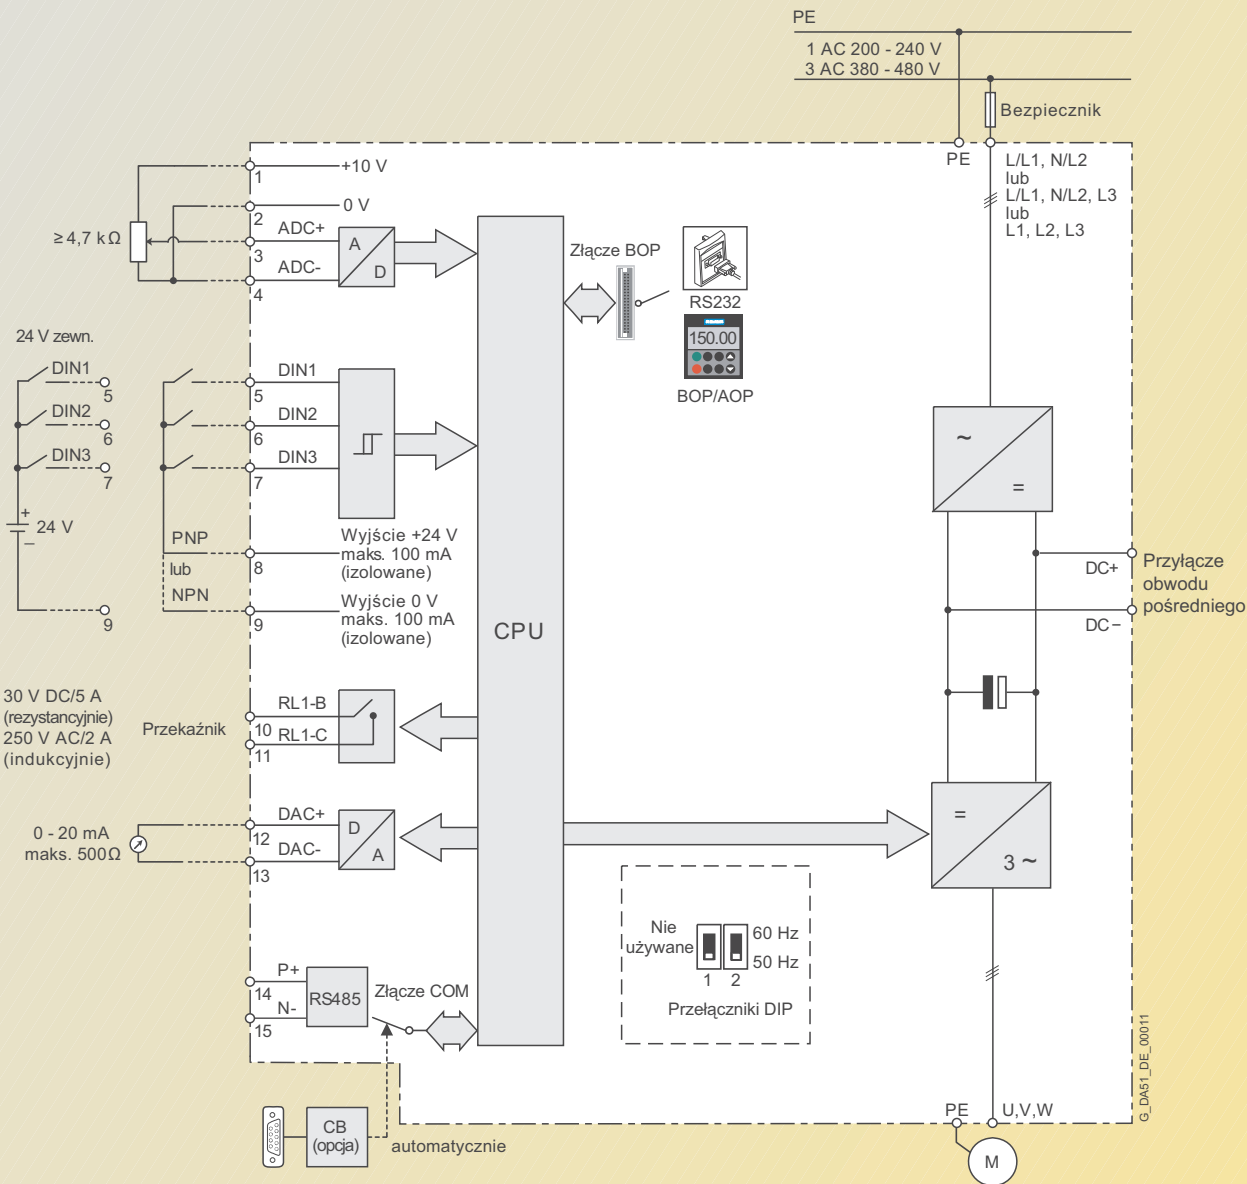 PE
1 AC 200 - 240 V
3 AC 380 - 480 V
Bezpiecznik
PE
L/L1, N/L2
lub
L/L1, N/L2, L3
lub
L1, L2, L3
1
+10 V
2
0 V
≥ 4,7 kΩ
ADC+
3
ADC-
4
A
D
Złącze BOP
RS232
150.00
BOP/AOP
24 V zewn.
DIN1
5
DIN2
6
DIN3
7
+
24 V
–
9
DIN1
5
DIN2
6
DIN3
7
PNP
lub
NPN
8
Wyjście +24 V
maks. 100 mA
(izolowane)
9
Wyjście 0 V
maks. 100 mA
(izolowane)
CPU
~
=
DC+
DC−
Przyłącze
obwodu
pośredniego
30 V DC/5 A
(rezystancyjnie)
250 V AC/2 A
(indukcyjnie)
Przekaźnik
RL1-B
10
RL1-C
11
0 - 20 mA
maks. 500Ω
DAC+
12
DAC-
13
D
A
=
3 ~
Nie
używane
60 Hz
50 Hz
1
2
Przełączniki DIP
P+
14
N-
15
RS485
Złącze COM
CB
(opcja)
automatycznie
PE
U,V,W
M
G_DA51_DE_00011